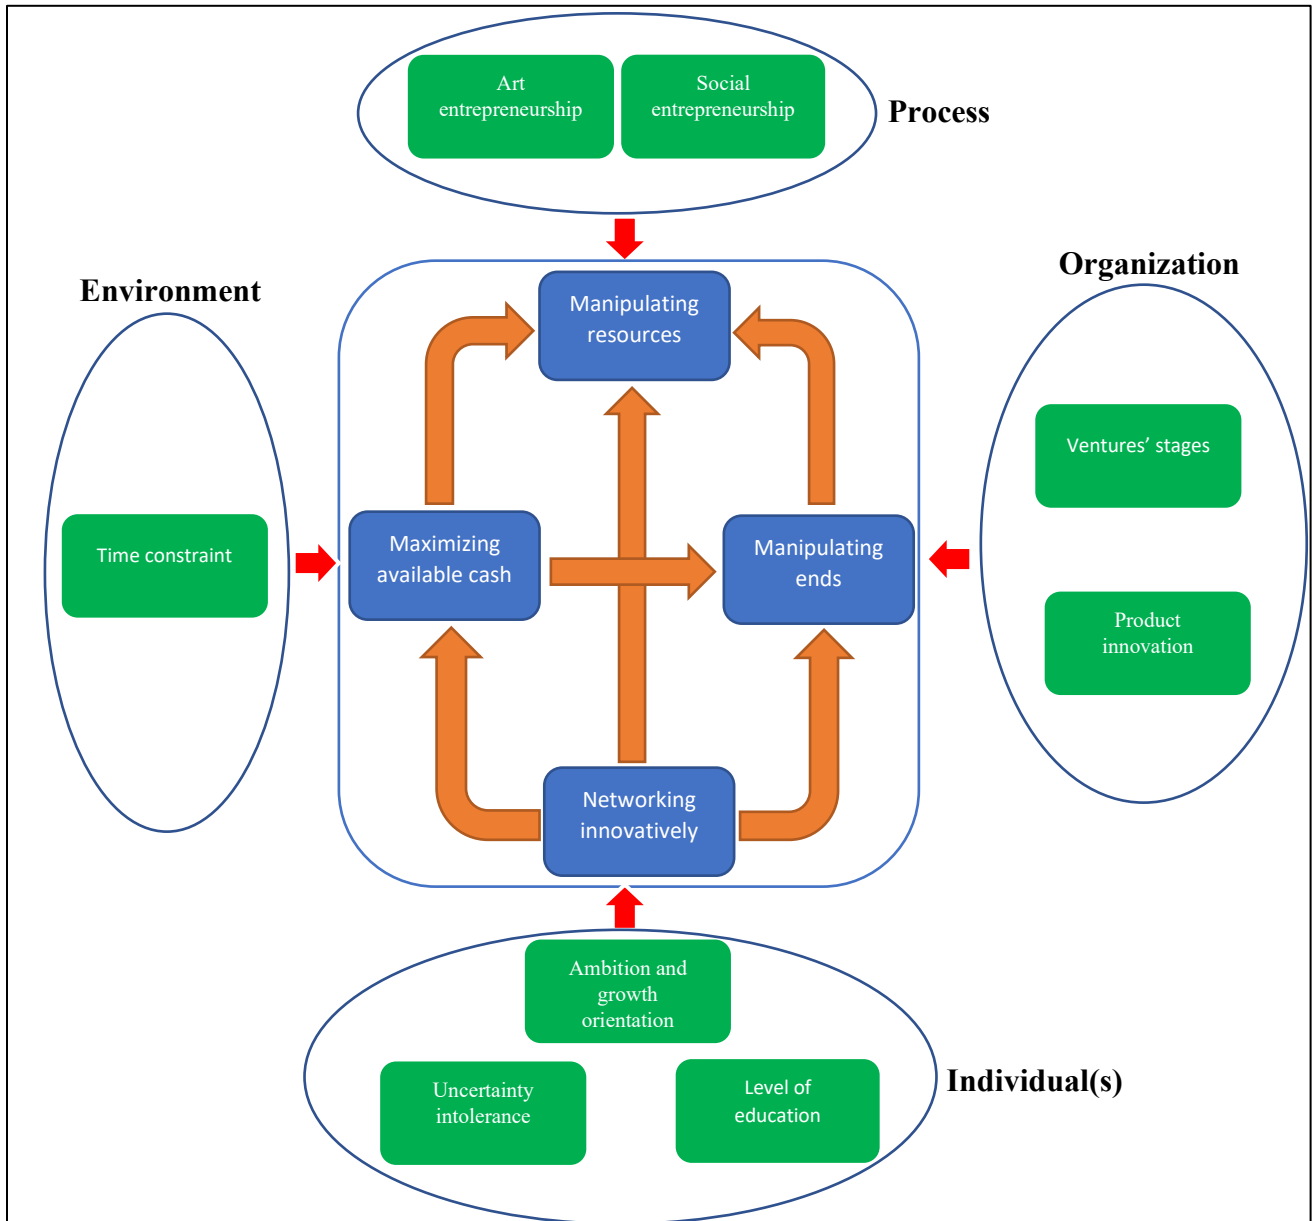 Art
entrepreneurship
Social
entrepreneurship
Process
Environment
Organization
Manipulating
resources
Time constraint
Maximizing
available cash
Manipulating
ends
Ventures’ stages
Product
innovation
Networking
innovatively
Ambition and
growth
orientation
Uncertainty
intolerance
Level of
education
Individual(s)